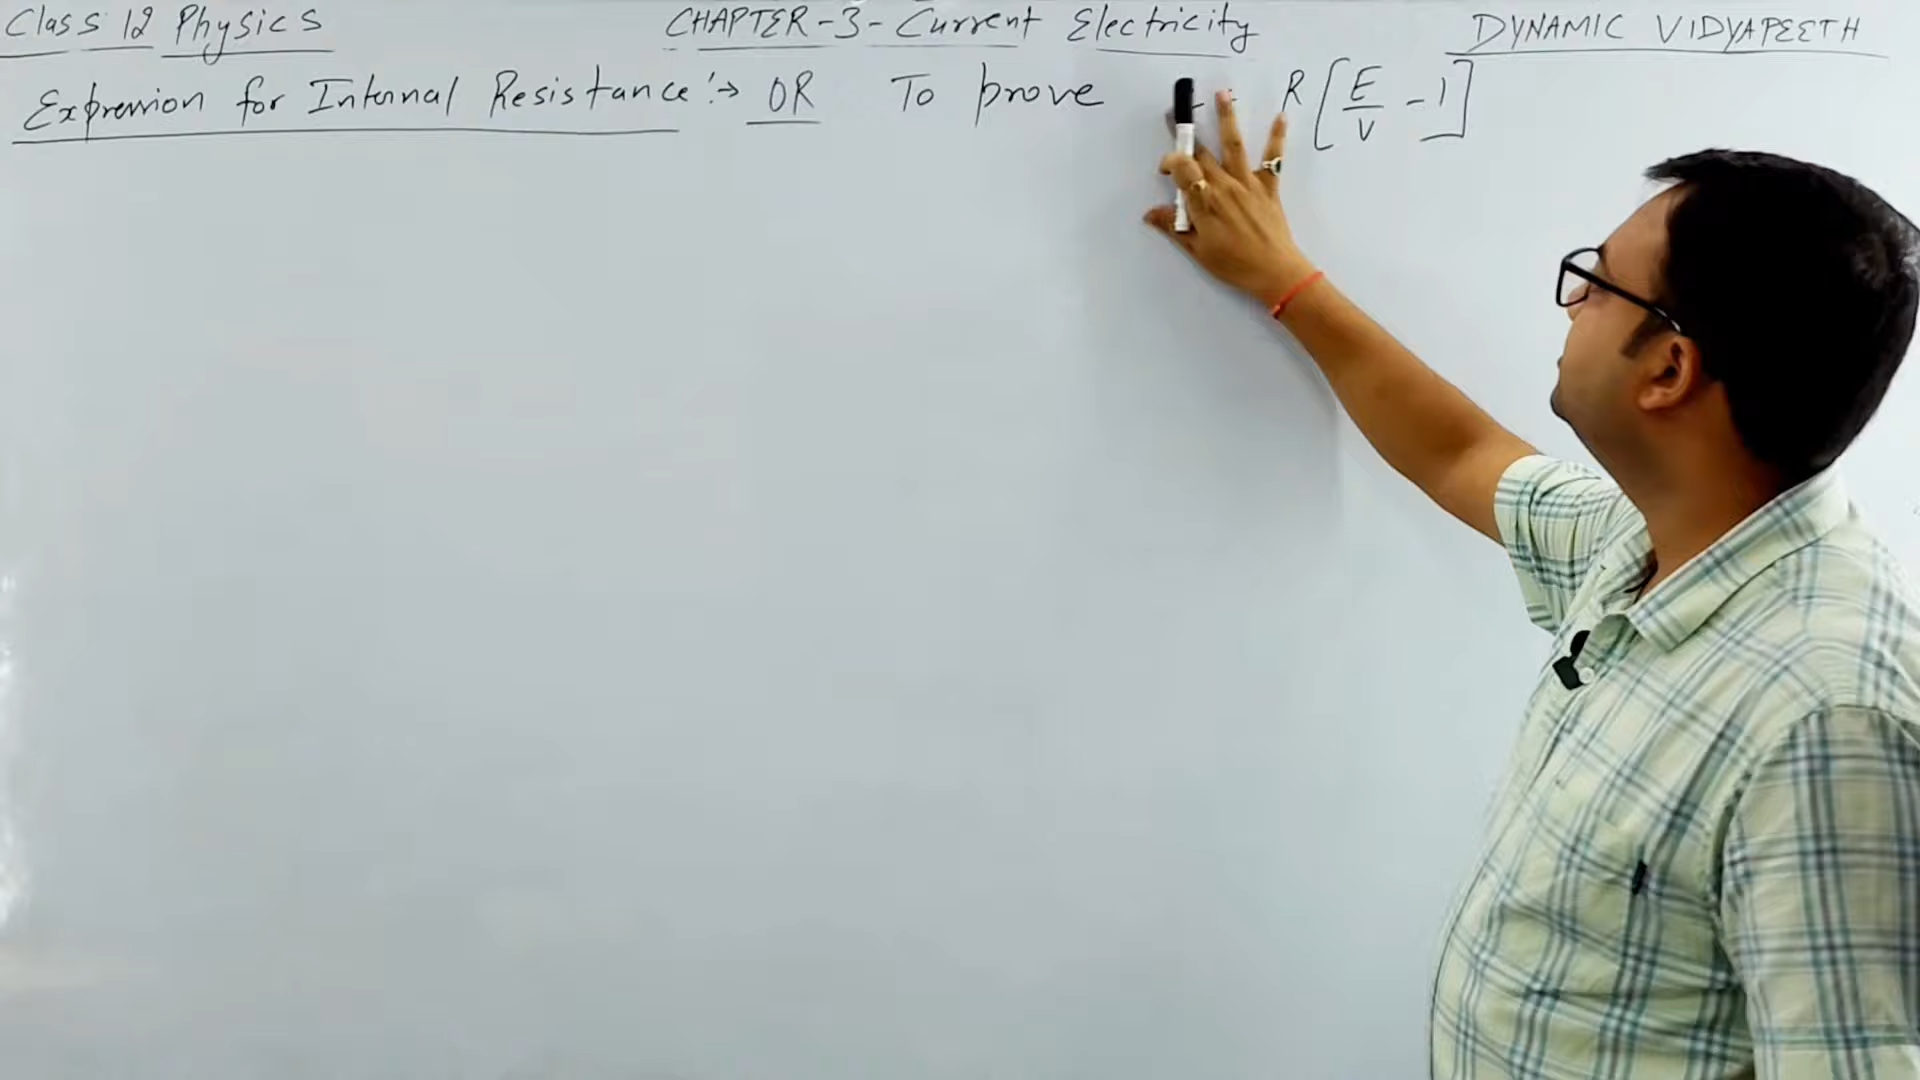 Class 12 Physics CHAPTER-3-Current Electricity DYNAMIC VIDYAPEETH
Expression for Internal Resistance :→ OR To prove = R [E/V - 1]